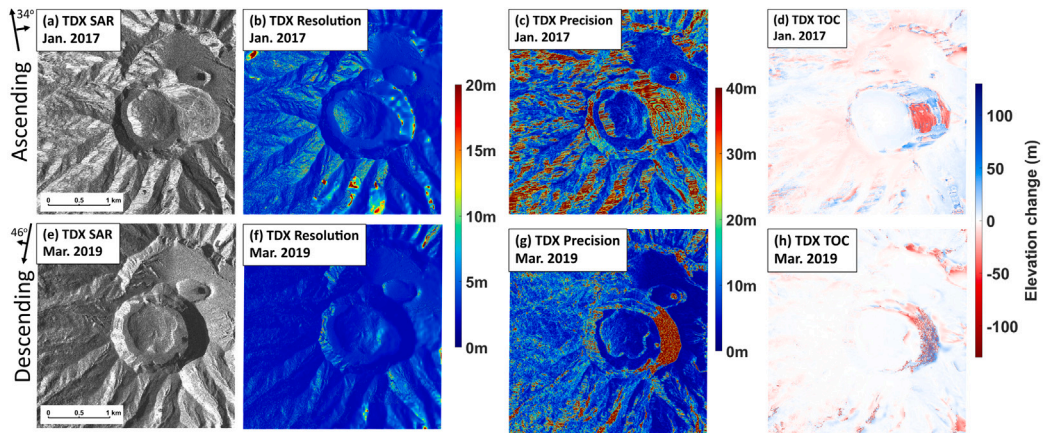 34°
Ascending
(a) TDX SAR
Jan. 2017
0 0.5 1 km
(b) TDX Resolution
Jan. 2017
20m
15m
10m
5m
0m
(c) TDX Precision
Jan. 2017
40m
30m
20m
10m
0m
(d) TDX TOC
Jan. 2017
100
50
0
-50
-100
Elevation change (m)
46°
Descending
(e) TDX SAR
Mar. 2019
0 0.5 1 km
(f) TDX Resolution
Mar. 2019
(g) TDX Precision
Mar. 2019
(h) TDX TOC
Mar. 2019